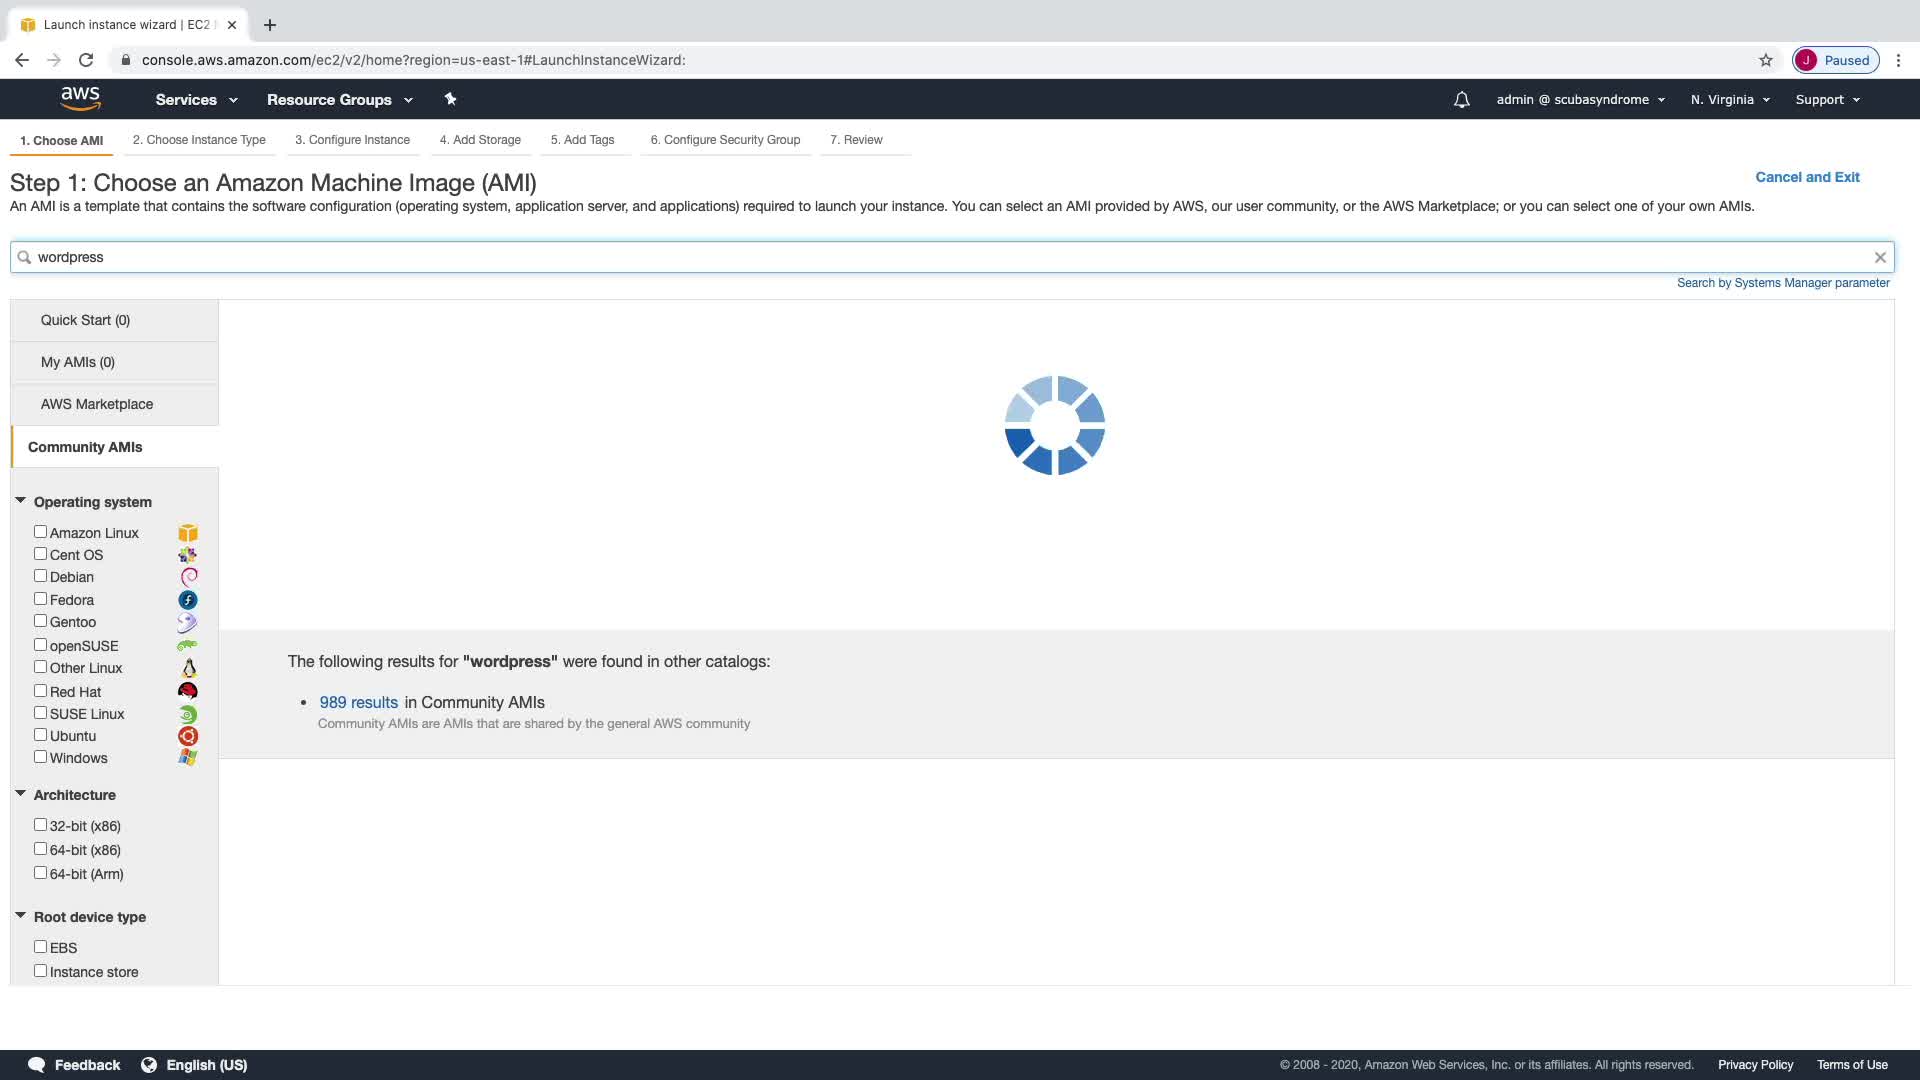 Launch instance wizard | EC2
console.aws.amazon.com/ec2/v2/home?region=us-east-1#LaunchInstanceWizard:
J Paused
aws Services Resource Groups admin @ scubasyndrome N. Virginia Support
1. Choose AMI 2. Choose Instance Type 3. Configure Instance 4. Add Storage 5. Add Tags 6. Configure Security Group 7. Review
Step 1: Choose an Amazon Machine Image (AMI) Cancel and Exit
An AMI is a template that contains the software configuration (operating system, application server, and applications) required to launch your instance. You can select an AMI provided by AWS, our user community, or the AWS Marketplace; or you can select one of your own AMIs.
wordpress
Search by Systems Manager parameter
Quick Start (0)
My AMIs (0)
AWS Marketplace
Community AMIs
Operating system
Amazon Linux
Cent OS
Debian
Fedora
Gentoo
openSUSE
Other Linux
Red Hat
SUSE Linux
Ubuntu
Windows
Architecture
32-bit (x86)
64-bit (x86)
64-bit (Arm)
Root device type
EBS
Instance store
The following results for "wordpress" were found in other catalogs:
• 989 results in Community AMIs
Community AMIs are AMIs that are shared by the general AWS community
Feedback English (US) © 2008 - 2020, Amazon Web Services, Inc. or its affiliates. All rights reserved. Privacy Policy Terms of Use